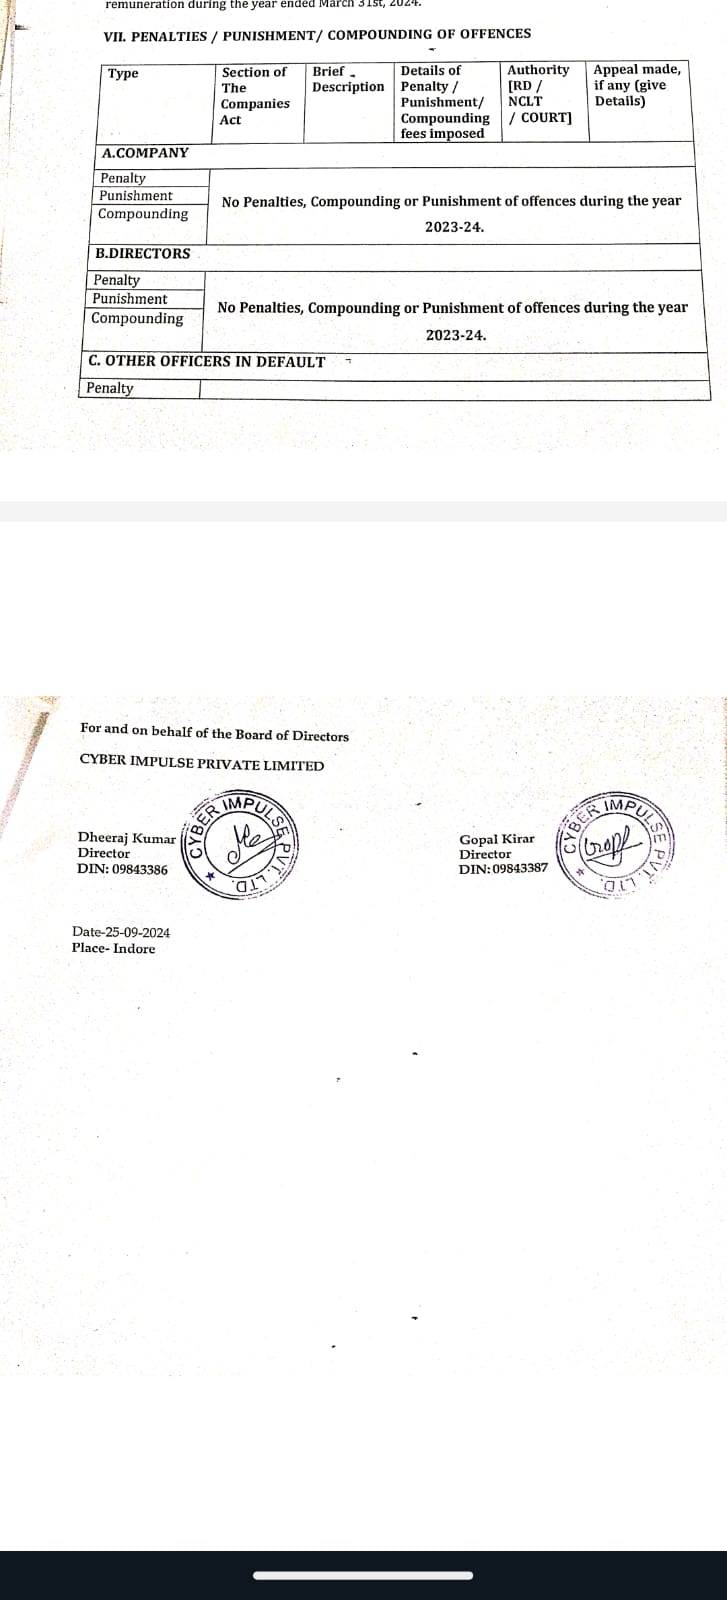 remuneration during the year ended March 31st, 2024.
VII. PENALTIES / PUNISHMENT/ COMPOUNDING OF OFFENCES
Type
Section of The Companies Act
Brief Description
Details of Penalty / Punishment/ Compounding fees imposed
Authority [RD / NCLT / COURT]
Appeal made, if any (give Details)
A.COMPANY
Penalty
Punishment
Compounding
No Penalties, Compounding or Punishment of offences during the year
2023-24.
B.DIRECTORS
Penalty
Punishment
Compounding
No Penalties, Compounding or Punishment of offences during the year
2023-24.
C. OTHER OFFICERS IN DEFAULT
Penalty
For and on behalf of the Board of Directors
CYBER IMPULSE PRIVATE LIMITED
Dheeraj Kumar
Director
DIN: 09843386
CYBER IMPULSE PVT. LTD.
Gopal Kirar
Director
DIN: 09843387
CYBER IMPULSE PVT. LTD.
Date-25-09-2024
Place- Indore